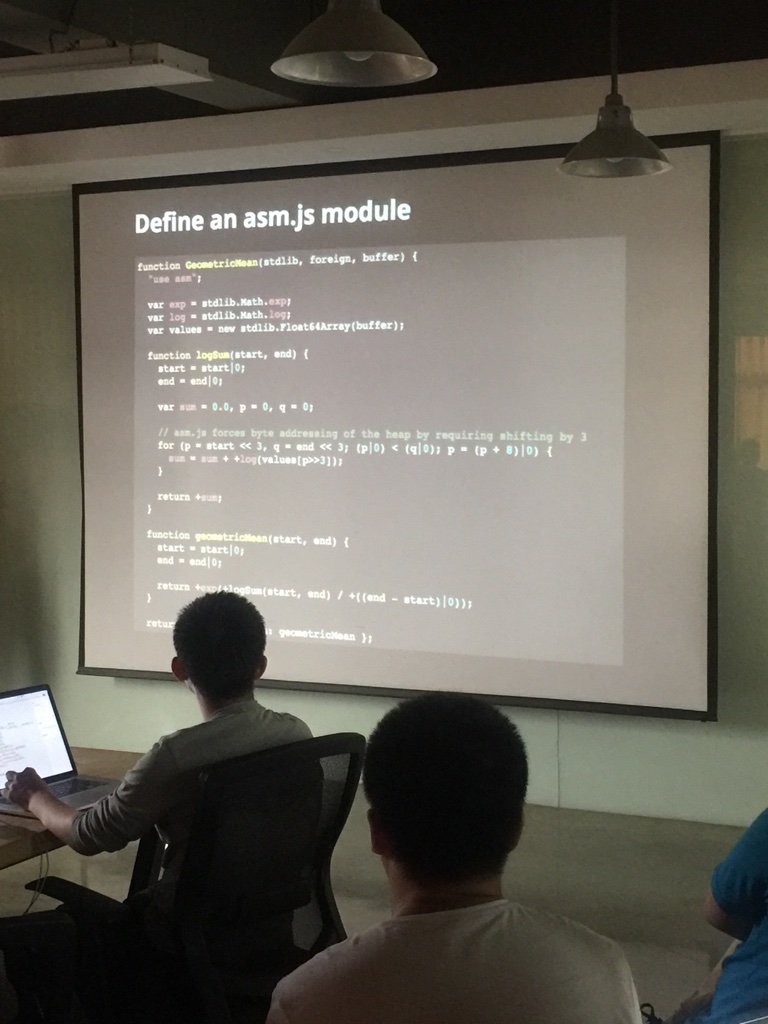 Define an asm.js module
function GeometricMean(stdlib, foreign, buffer) {
"use asm";
var exp = stdlib.Math.exp;
var log = stdlib.Math.log;
var values = new stdlib.Float64Array(buffer);
function logSum(start, end) {
start = start|0;
end = end|0;
var sum = 0.0, p = 0, q = 0;
// asm.js forces byte addressing of the heap by requiring shifting by 3
for (p = start << 3, q = end << 3; (p|0) < (q|0); p = (p + 8)|0) {
sum = sum + +log(values[p>>3]);
}
return +sum;
}
function geometricMean(start, end) {
start = start|0;
end = end|0;
return +exp(+logSum(start, end) / +((end - start)|0));
}
geometricMean };